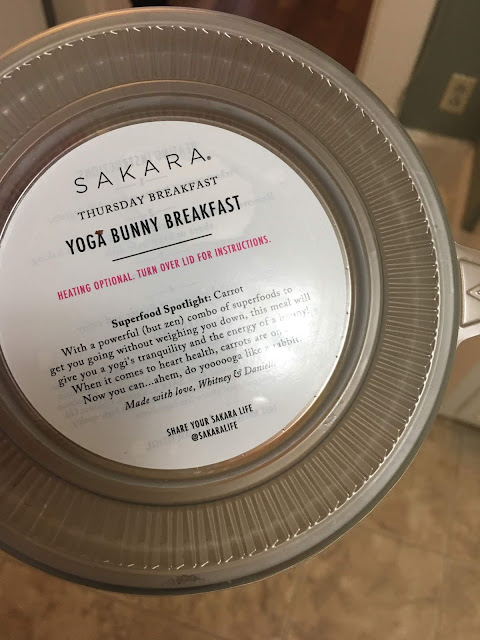 SAKARA®
THURSDAY BREAKFAST
YOGA BUNNY BREAKFAST
HEATING OPTIONAL. TURN OVER LID FOR INSTRUCTIONS.
Superfood Spotlight: Carrot
With a powerful (but zen) combo of superfoods to
get you going without weighing you down, this meal will
give you a yogi's tranquility and the energy of a bunny!
When it comes to heart health, carrots are
Now you can...ahem, do yoooooga like a rabbit.
Made with love, Whitney & Danielle
SHARE YOUR SAKARA LIFE
@SAKARALIFE